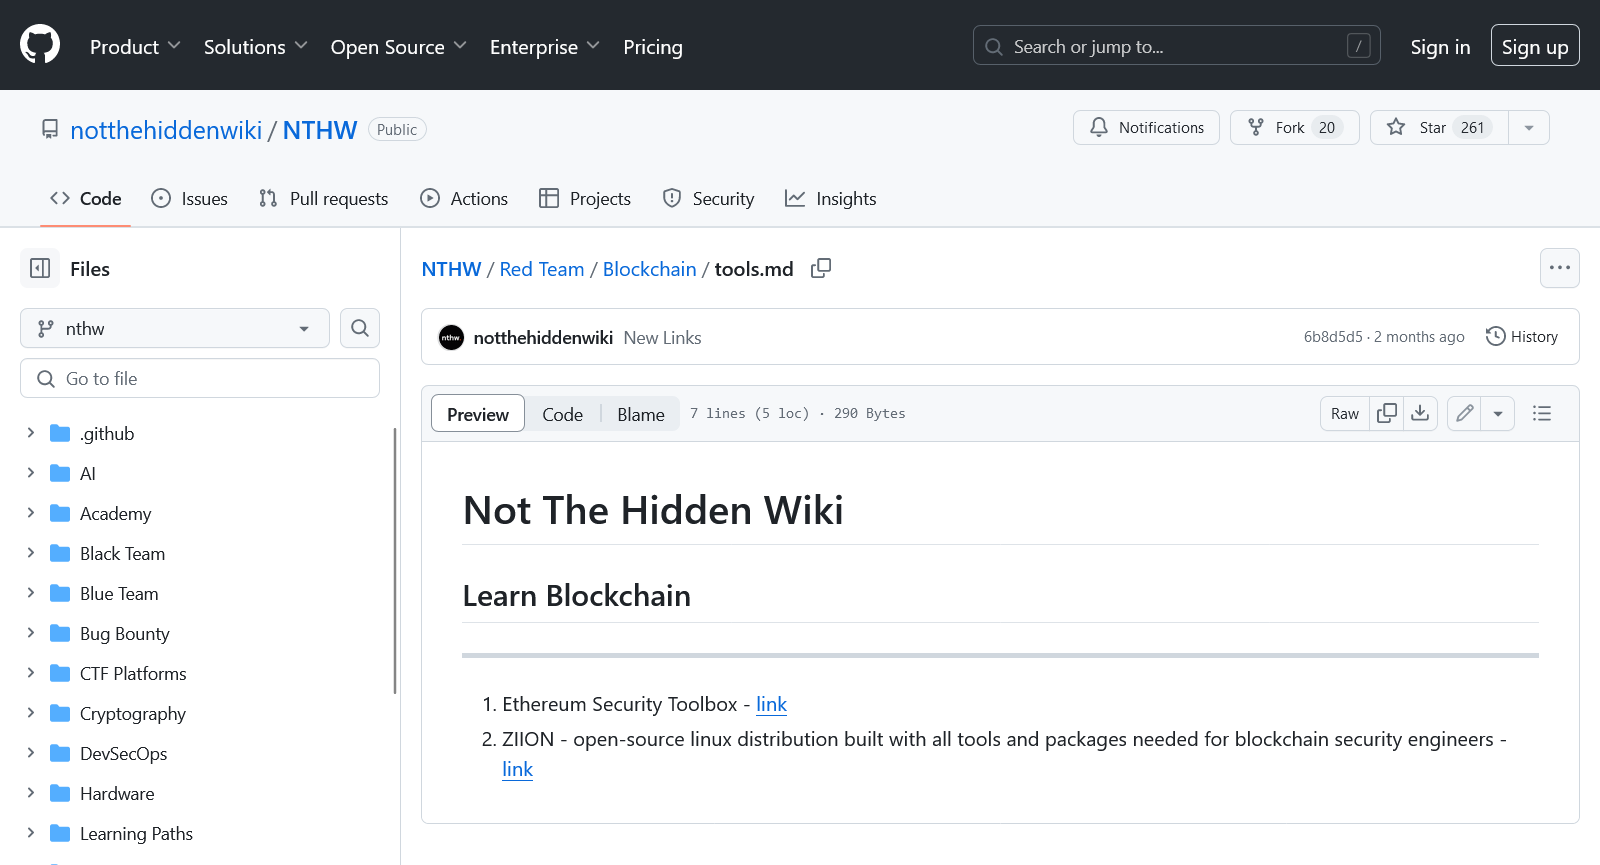 Product Solutions Open Source Enterprise Pricing Search or jump to... / Sign in Sign up
notthehiddenwiki / NTHW Public Notifications Fork 20 Star 261
Code Issues Pull requests Actions Projects Security Insights
Files
nthw
Go to file
.github
AI
Academy
Black Team
Blue Team
Bug Bounty
CTF Platforms
Cryptography
DevSecOps
Hardware
Learning Paths
NTHW / Red Team / Blockchain / tools.md
nthw notthehiddenwiki New Links 6b8d5d5 · 2 months ago History
Preview Code Blame 7 lines (5 loc) · 290 Bytes Raw
Not The Hidden Wiki
Learn Blockchain
1. Ethereum Security Toolbox - link
2. ZIION - open-source linux distribution built with all tools and packages needed for blockchain security engineers -
link